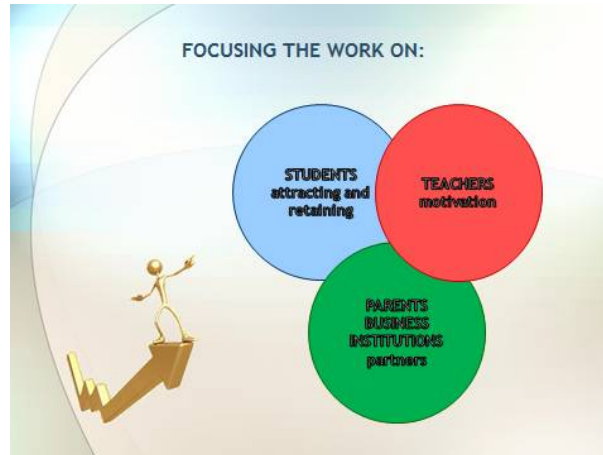 FOCUSING THE WORK ON:
STUDENTS
attracting and
retaining
TEACHERS
motivation
PARENTS
BUSINESS
INSTITUTIONS
partners